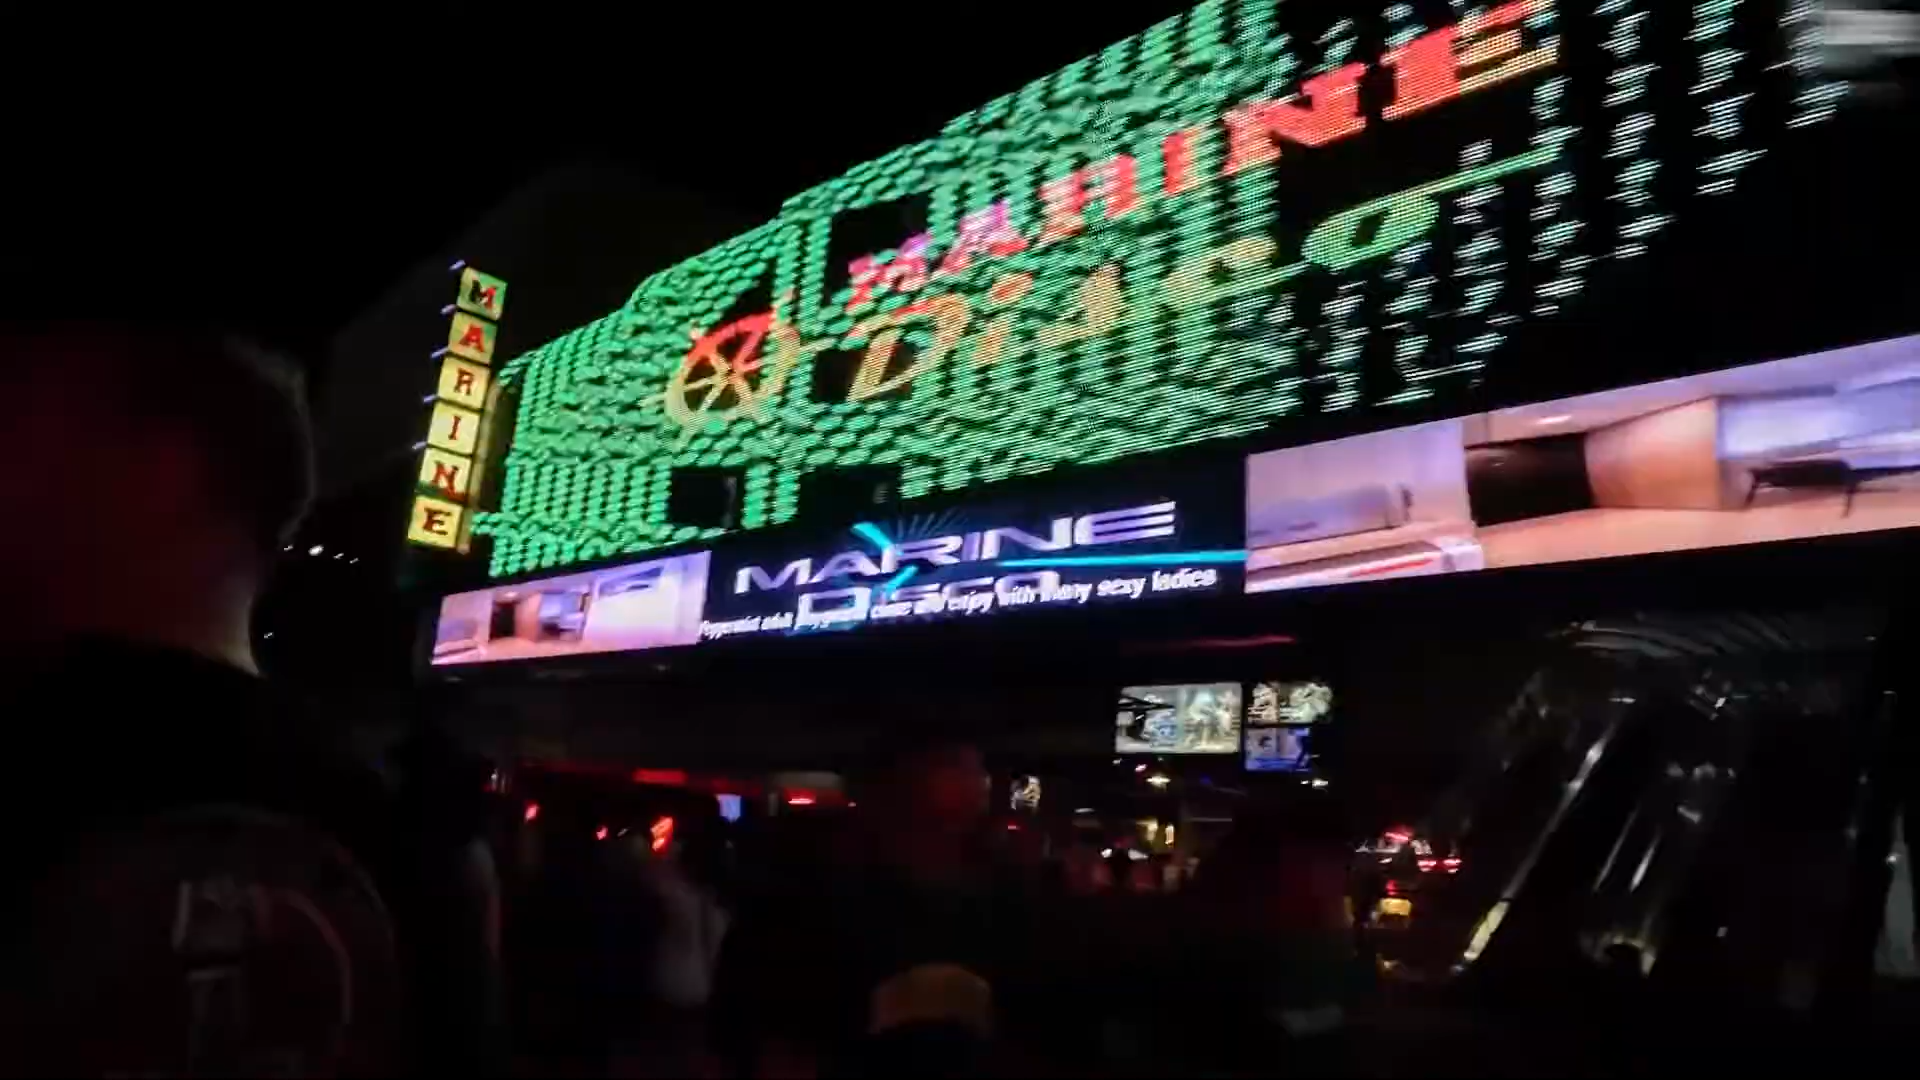 MARINE
MARINE
Disco
MARINE
DISCO
come and enjoy with many sexy ladies